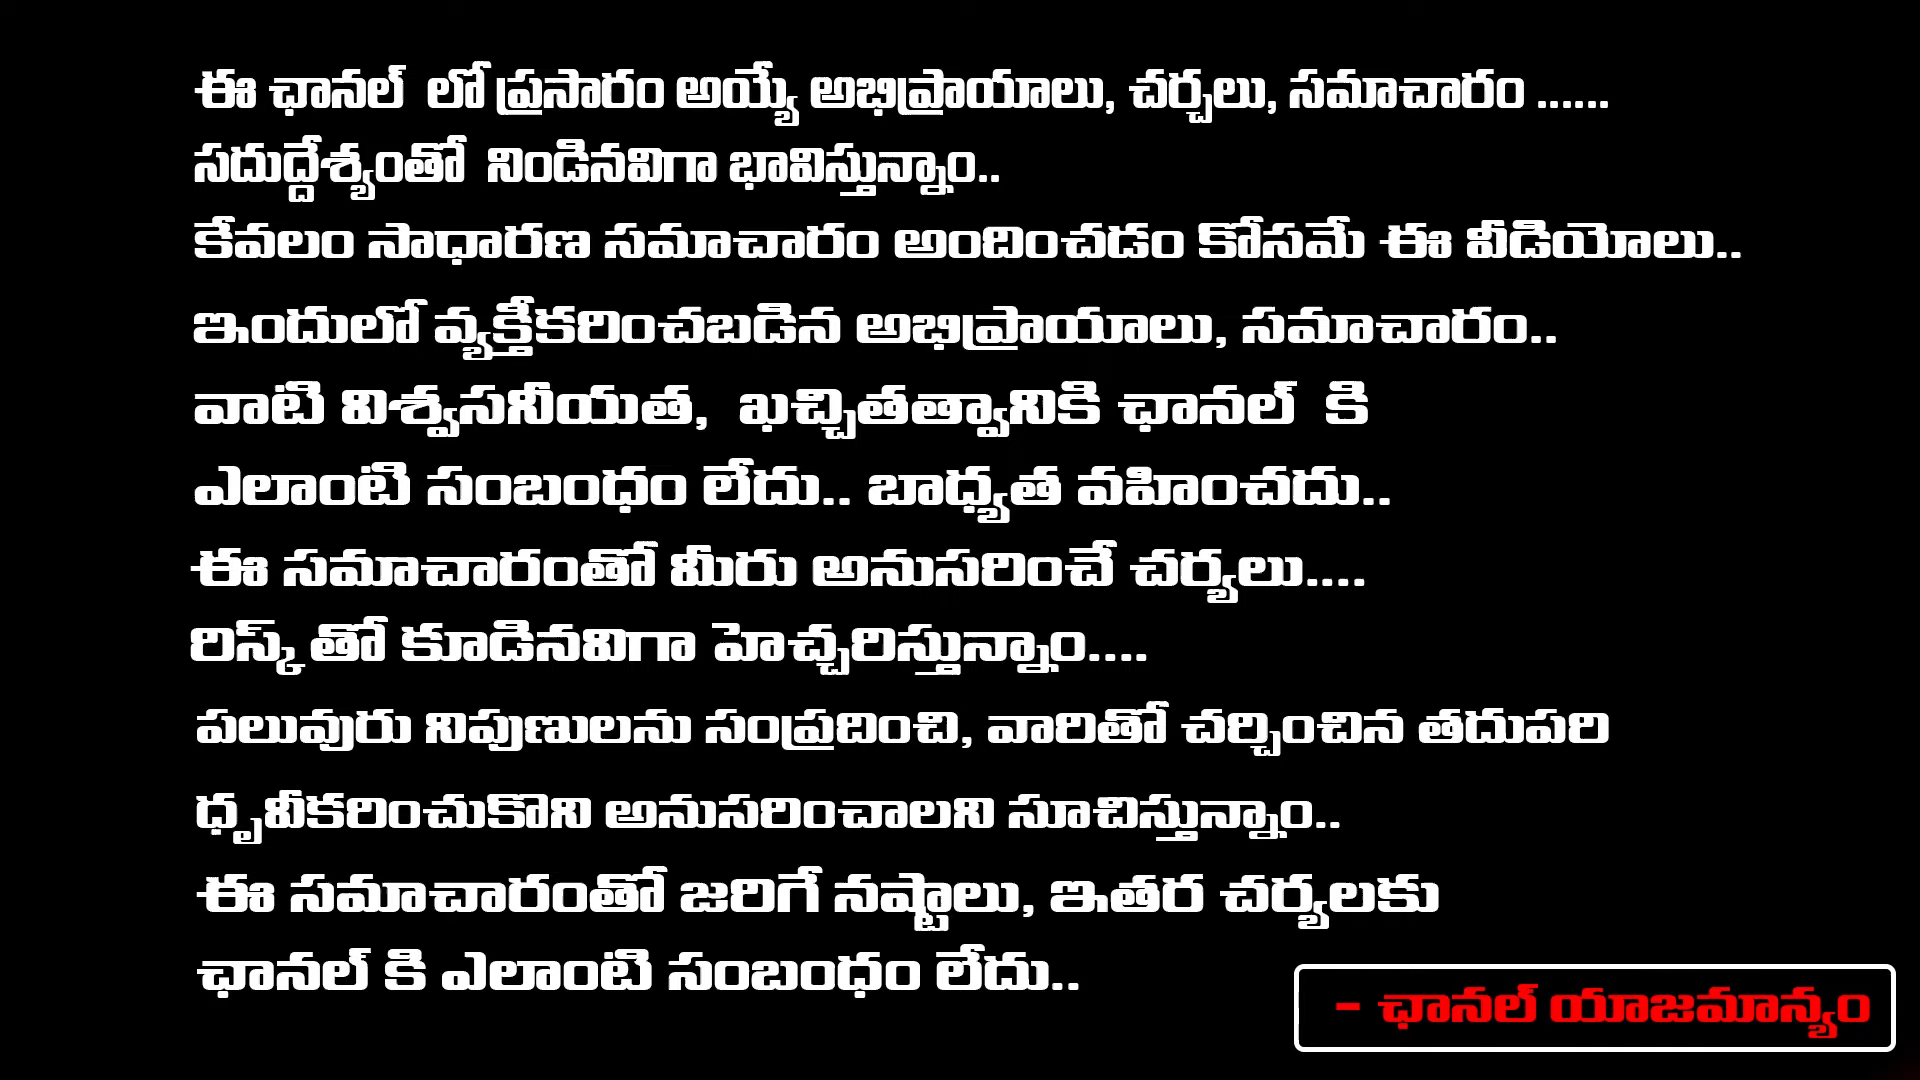 ఈ ఛానల్ లో ప్రసారం అయ్యే అభిప్రాయాలు, చర్చలు, సమాచారం ......
సదుద్దేశ్యంతో నిండినవిగా భావిస్తున్నాం..
కేవలం సాధారణ సమాచారం అందించడం కోసమే ఈ వీడియోలు..
ఇందులో వ్యక్తీకరించబడిన అభిప్రాయాలు, సమాచారం..
వాటి విశ్వసనీయత, ఖచ్చితత్వానికి ఛానల్ కి
ఎలాంటి సంబంధం లేదు.. బాధ్యత వహించదు..
ఈ సమాచారంతో మీరు అనుసరించే చర్యలు....
రిస్క్ తో కూడినవిగా హెచ్చరిస్తున్నాం....
పలువురు నిపుణులను సంప్రదించి, వారితో చర్చించిన తదుపరి
ధృవీకరించుకొని అనుసరించాలని సూచిస్తున్నాం..
ఈ సమాచారంతో జరిగే నష్టాలు, ఇతర చర్యలకు
ఛానల్ కి ఎలాంటి సంబంధం లేదు..
- ఛానల్ యాజమాన్యం